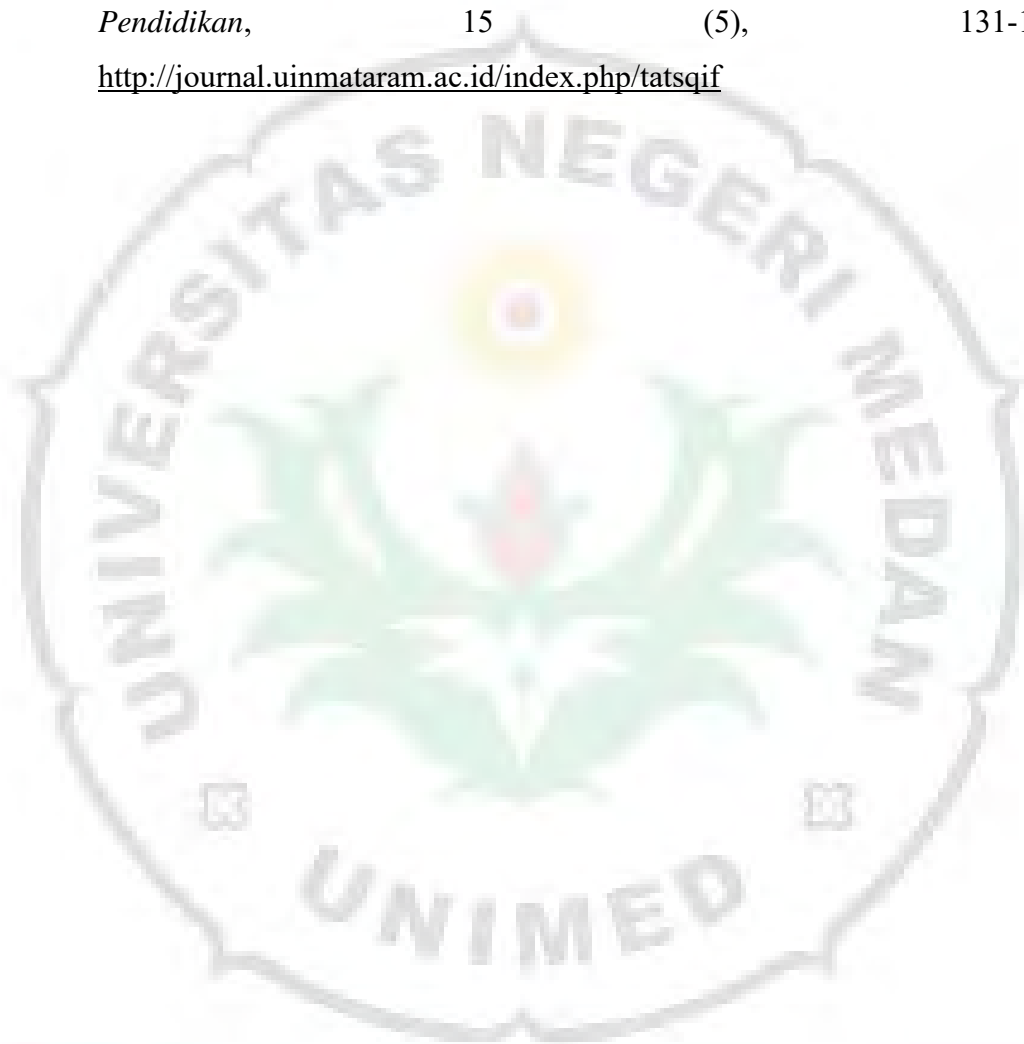 Pendidikan, 15 (5), 131-1
http://journal.uinmataram.ac.id/index.php/tatsqif
UNIVERSITAS NEGERI MEDAN
UNIMED